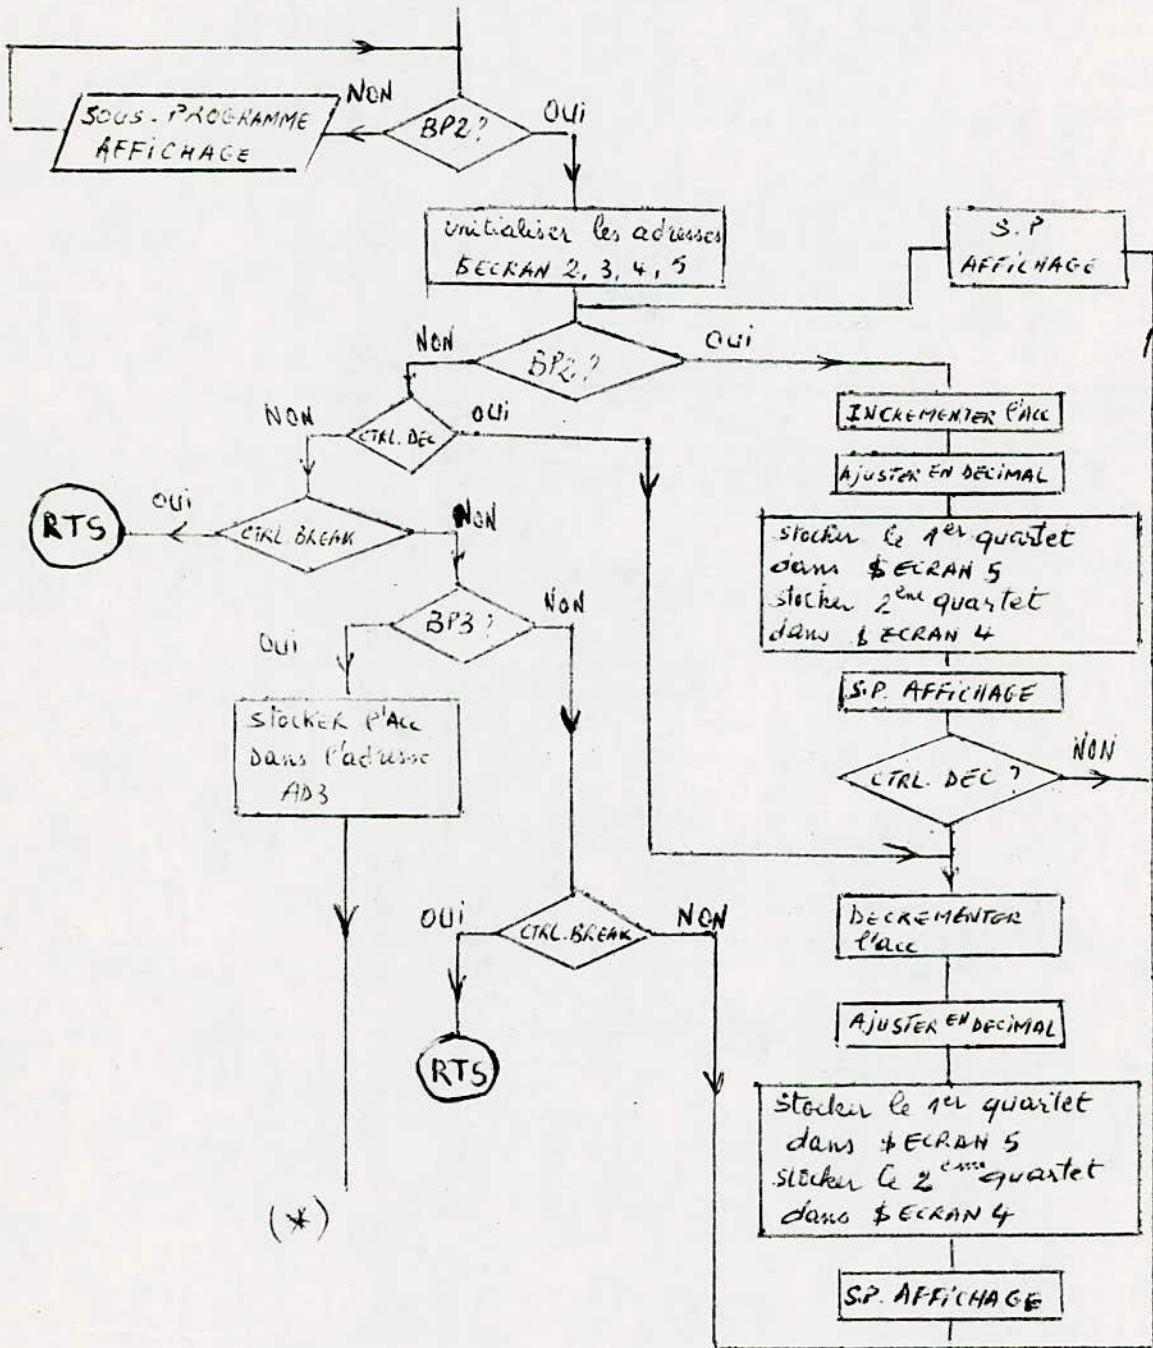 NON
OUi
SOUS-PROGRAMME
AFFiCHAGE
BP2?
initialiser les adresses
$ECRAN 2, 3, 4, 5
S.P
AFFICHAGE
NON
OUi
BP2?
NON
CTRL.DEC
OUi
INCREMENTER l'ACC
AJUSTER EN DECIMAL
RTS
OUi
CTRL.BREAK
NON
stocker le 1er quartet
dans $ECRAN 5
stocker 2ème quartet
dans $ECRAN 4
OUi
BP3?
NON
S.P. AFFICHAGE
STOCKER l'Acc
dans l'adresse
AD3
CTRL. DEC?
NON
OUI
CTRL.BREAK
NON
DECREMENTER
l'acc
RTS
AJUSTER EN DECIMAL
Stocker le 1er quartet
dans $ECRAN 5
stocker le 2ème quartet
dans $ECRAN 4
(*)
S.P. AFFICHAGE